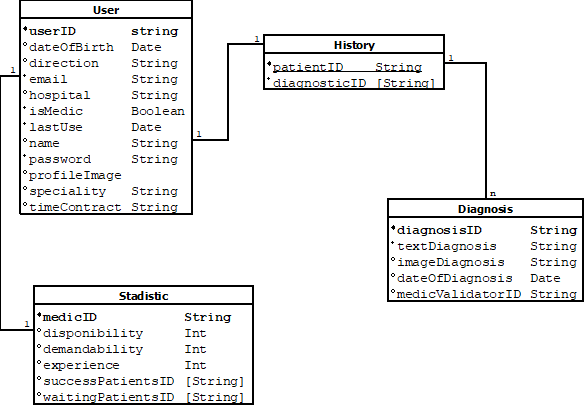 User
userID string
dateOfBirth Date
direction String
email String
hospital String
isMedic Boolean
lastUse Date
name String
password String
profileImage
speciality String
timeContract String
1
1
1
History
patientID String
diagnosticID [String]
1
n
Diagnosis
diagnosisID String
textDiagnosis String
imageDiagnosis String
dateOfDiagnosis Date
medicValidatorID String
1
Stadistic
medicID String
disponibility Int
demandability Int
experience Int
successPatientsID [String]
waitingPatientsID [String]